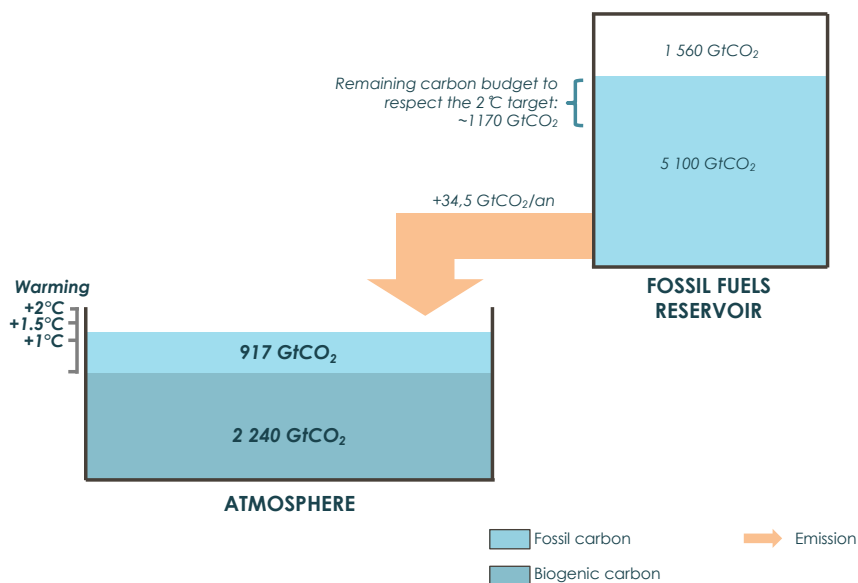 1 560 GtCO₂
Remaining carbon budget to
respect the 2°C target:
~1170 GtCO₂
5 100 GtCO₂
+34,5 GtCO₂/an
FOSSIL FUELS
RESERVOIR
Warming
+2°C
+1.5°C
+1°C
917 GtCO₂
2 240 GtCO₂
ATMOSPHERE
Fossil carbon
Emission
Biogenic carbon